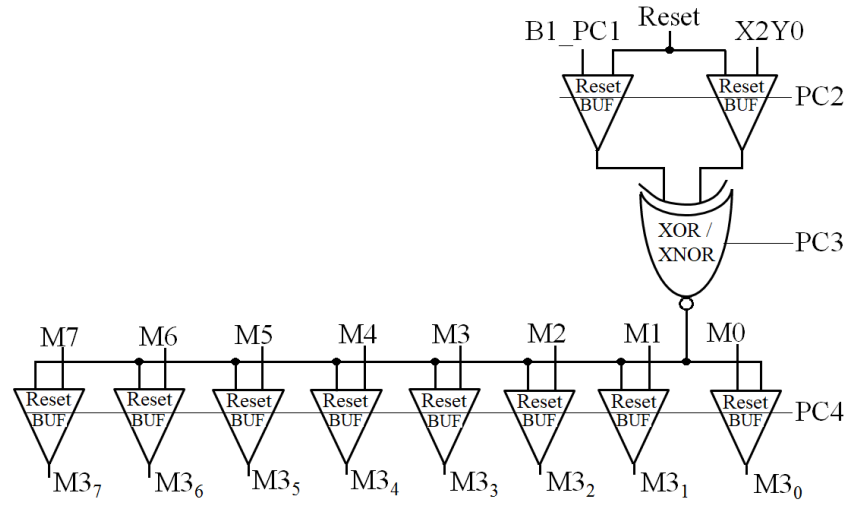 Reset
B1_PC1
X2Y0
Reset
BUF
Reset
BUF
PC2
XOR /
XNOR
PC3
M7 M6 M5 M4 M3 M2 M1 M0
Reset Reset Reset Reset Reset Reset Reset Reset
BUF BUF BUF BUF BUF BUF BUF BUF
PC4
M3₇ M3₆ M3₅ M3₄ M3₃ M3₂ M3₁ M3₀